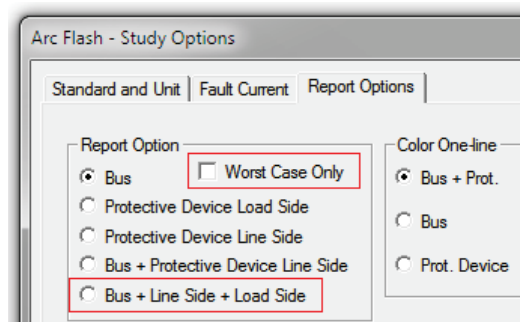 Arc Flash - Study Options
Standard and Unit Fault Current Report Options
Report Option
Bus Worst Case Only
Protective Device Load Side
Protective Device Line Side
Bus + Protective Device Line Side
Bus + Line Side + Load Side
Color One-line
Bus + Prot.
Bus
Prot. Device